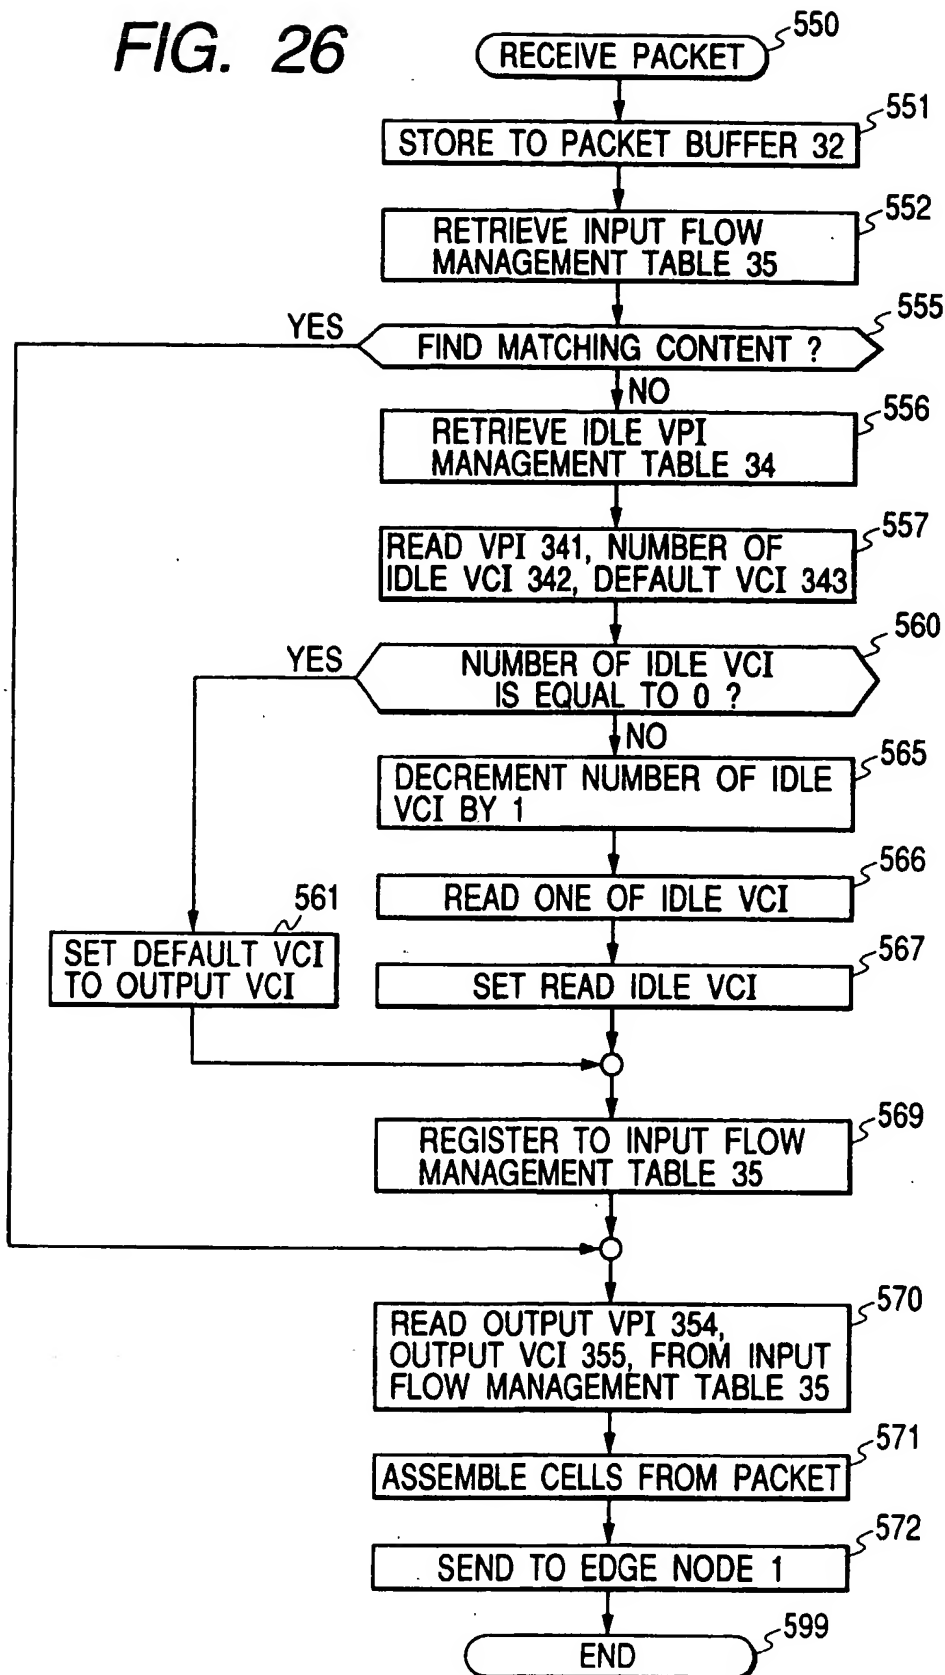 FIG. 26
RECEIVE PACKET
550
STORE TO PACKET BUFFER 32
551
RETRIEVE INPUT FLOW
MANAGEMENT TABLE 35
552
YES
FIND MATCHING CONTENT ?
555
NO
RETRIEVE IDLE VPI
MANAGEMENT TABLE 34
556
READ VPI 341, NUMBER OF
IDLE VCI 342, DEFAULT VCI 343
557
YES
NUMBER OF IDLE VCI
IS EQUAL TO 0 ?
560
NO
DECREMENT NUMBER OF IDLE
VCI BY 1
565
READ ONE OF IDLE VCI
566
SET DEFAULT VCI
TO OUTPUT VCI
561
SET READ IDLE VCI
567
REGISTER TO INPUT FLOW
MANAGEMENT TABLE 35
569
READ OUTPUT VPI 354,
OUTPUT VCI 355, FROM INPUT
FLOW MANAGEMENT TABLE 35
570
ASSEMBLE CELLS FROM PACKET
571
SEND TO EDGE NODE 1
572
END
599